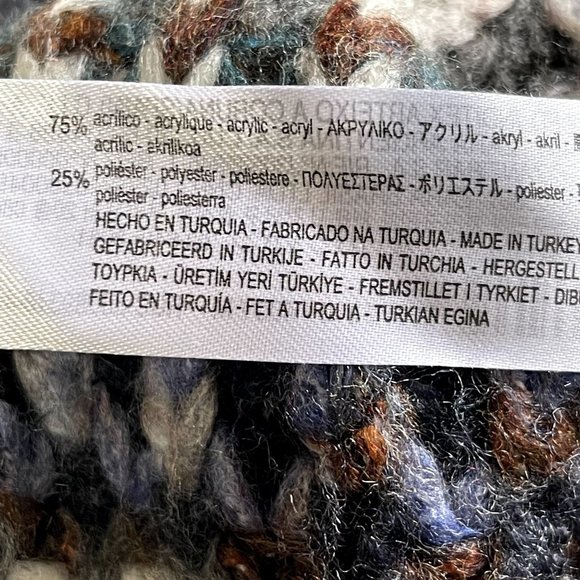 75% acrílico - acrylique - acrylic - acryl - ΑΚΡΥΛΙΚΟ - アクリル - akryl - akril -
acrilic - akrilikoa
25% poliéster - polyester - poliestere - ΠΟΛΥΕΣΤΕΡΑΣ - ポリエステル - poliester -
polièster - poliesterra
HECHO EN TURQUIA - FABRICADO NA TURQUIA - MADE IN TURKEY
GEFABRICEERD IN TURKIJE - FATTO IN TURCHIA - HERGESTELL
ΤΟΥΡΚΙΑ - ÜRETİM YERİ TÜRKİYE - FREMSTILLET I TYRKIET - DIB
FEITO EN TURQUÍA - FET A TURQUIA - TURKIAN EGINA